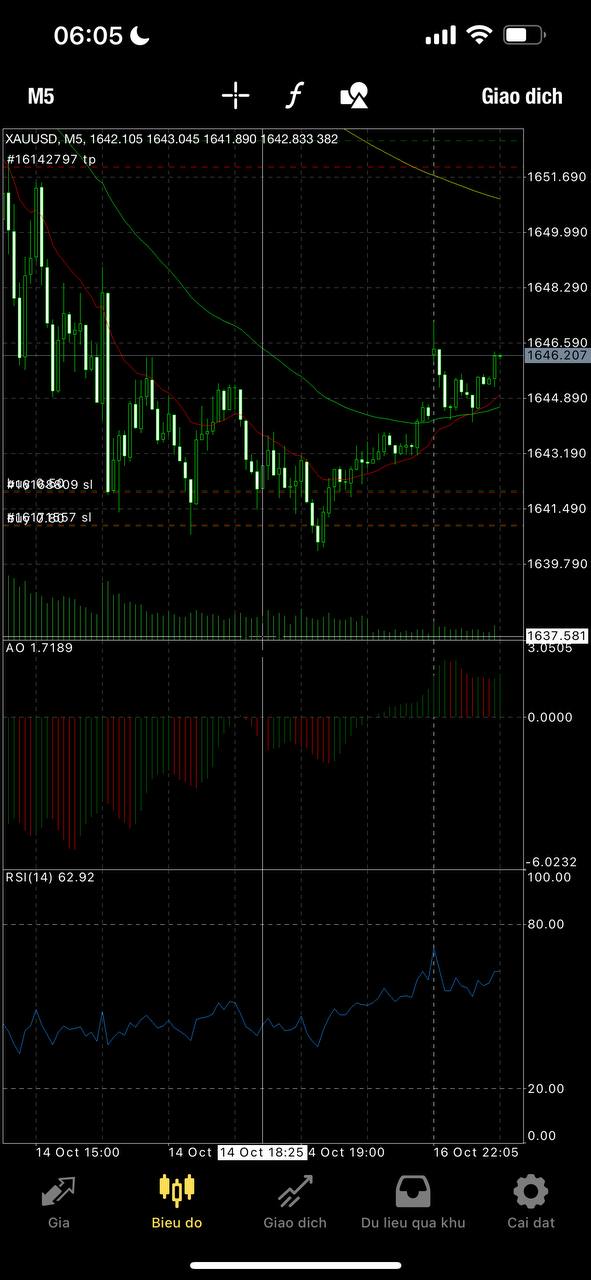 06:05
M5
Giao dich
XAUUSD, M5, 1642.105 1643.045 1641.890 1642.833 382
#16142797 tp
1651.690
1649.990
1648.290
1646.590
1646.207
1644.890
1643.190
sl
1641.490
sl
1639.790
1637.581
AO 1.7189
3.0505
0.0000
-6.0232
RSI(14) 62.92
100.00
80.00
20.00
0.00
14 Oct 15:00
14 Oct
14 Oct 18:25
4 Oct 19:00
16 Oct 22:05
Gia
Bieu do
Giao dich
Du lieu qua khu
Cai dat